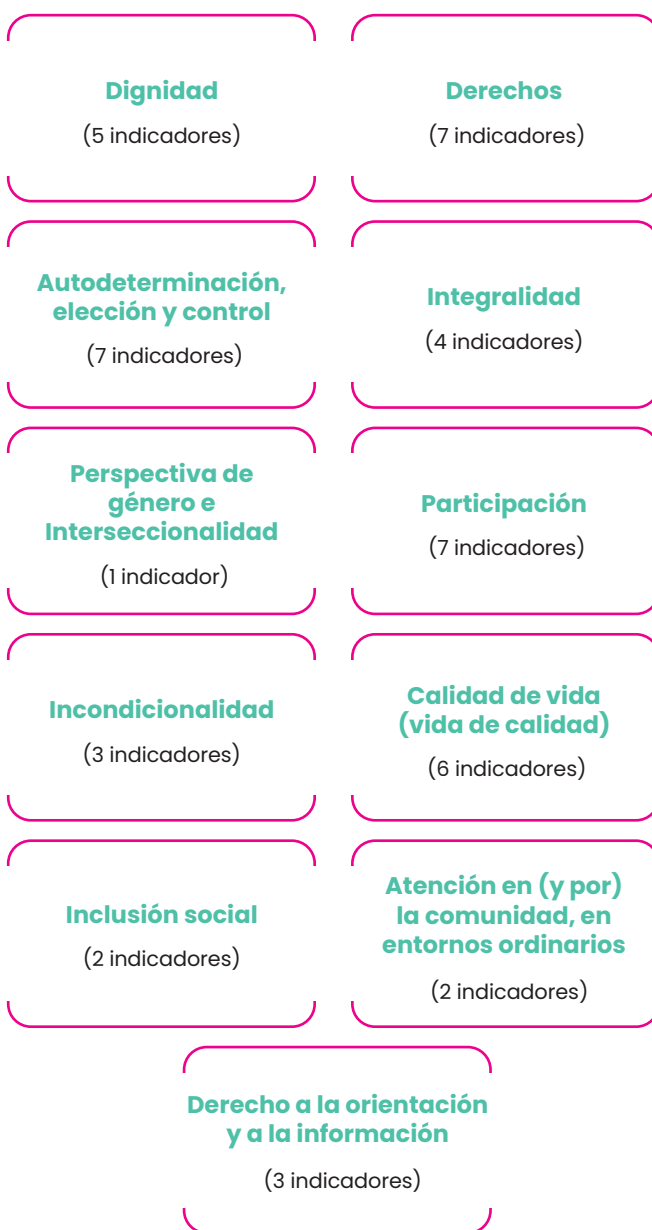 Dignidad
(5 indicadores)
Derechos
(7 indicadores)
Autodeterminación,
elección y control
(7 indicadores)
Integralidad
(4 indicadores)
Perspectiva de
género e
Interseccionalidad
(1 indicador)
Participación
(7 indicadores)
Incondicionalidad
(3 indicadores)
Calidad de vida
(vida de calidad)
(6 indicadores)
Inclusión social
(2 indicadores)
Atención en (y por)
la comunidad, en
entornos ordinarios
(2 indicadores)
Derecho a la orientación
y a la información
(3 indicadores)